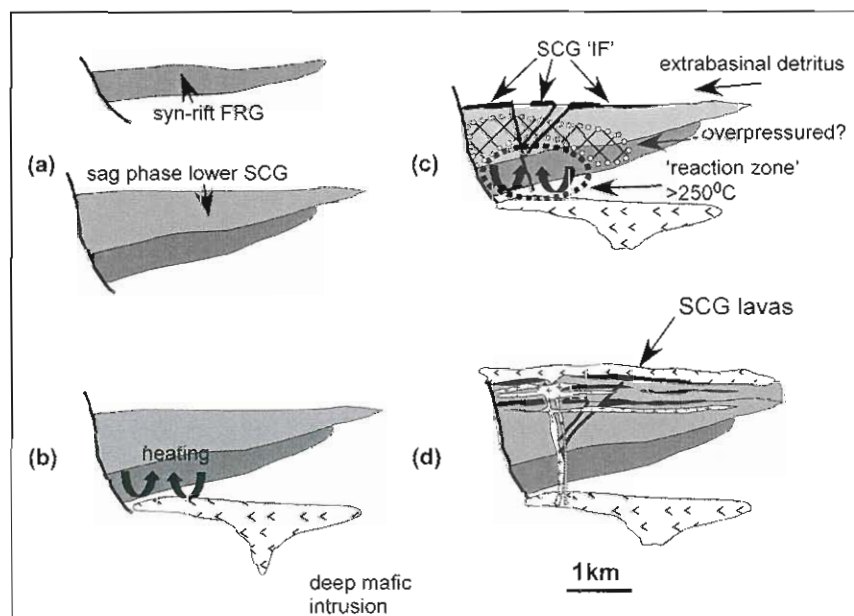 syn-rift FRG
(a)
sag phase lower SCG
heating
(b)
deep mafic
intrusion
SCG 'IF'
extrabasinal detritus
overpressured?
(c)
'reaction zone'
>250⁰C
SCG lavas
(d)
1km